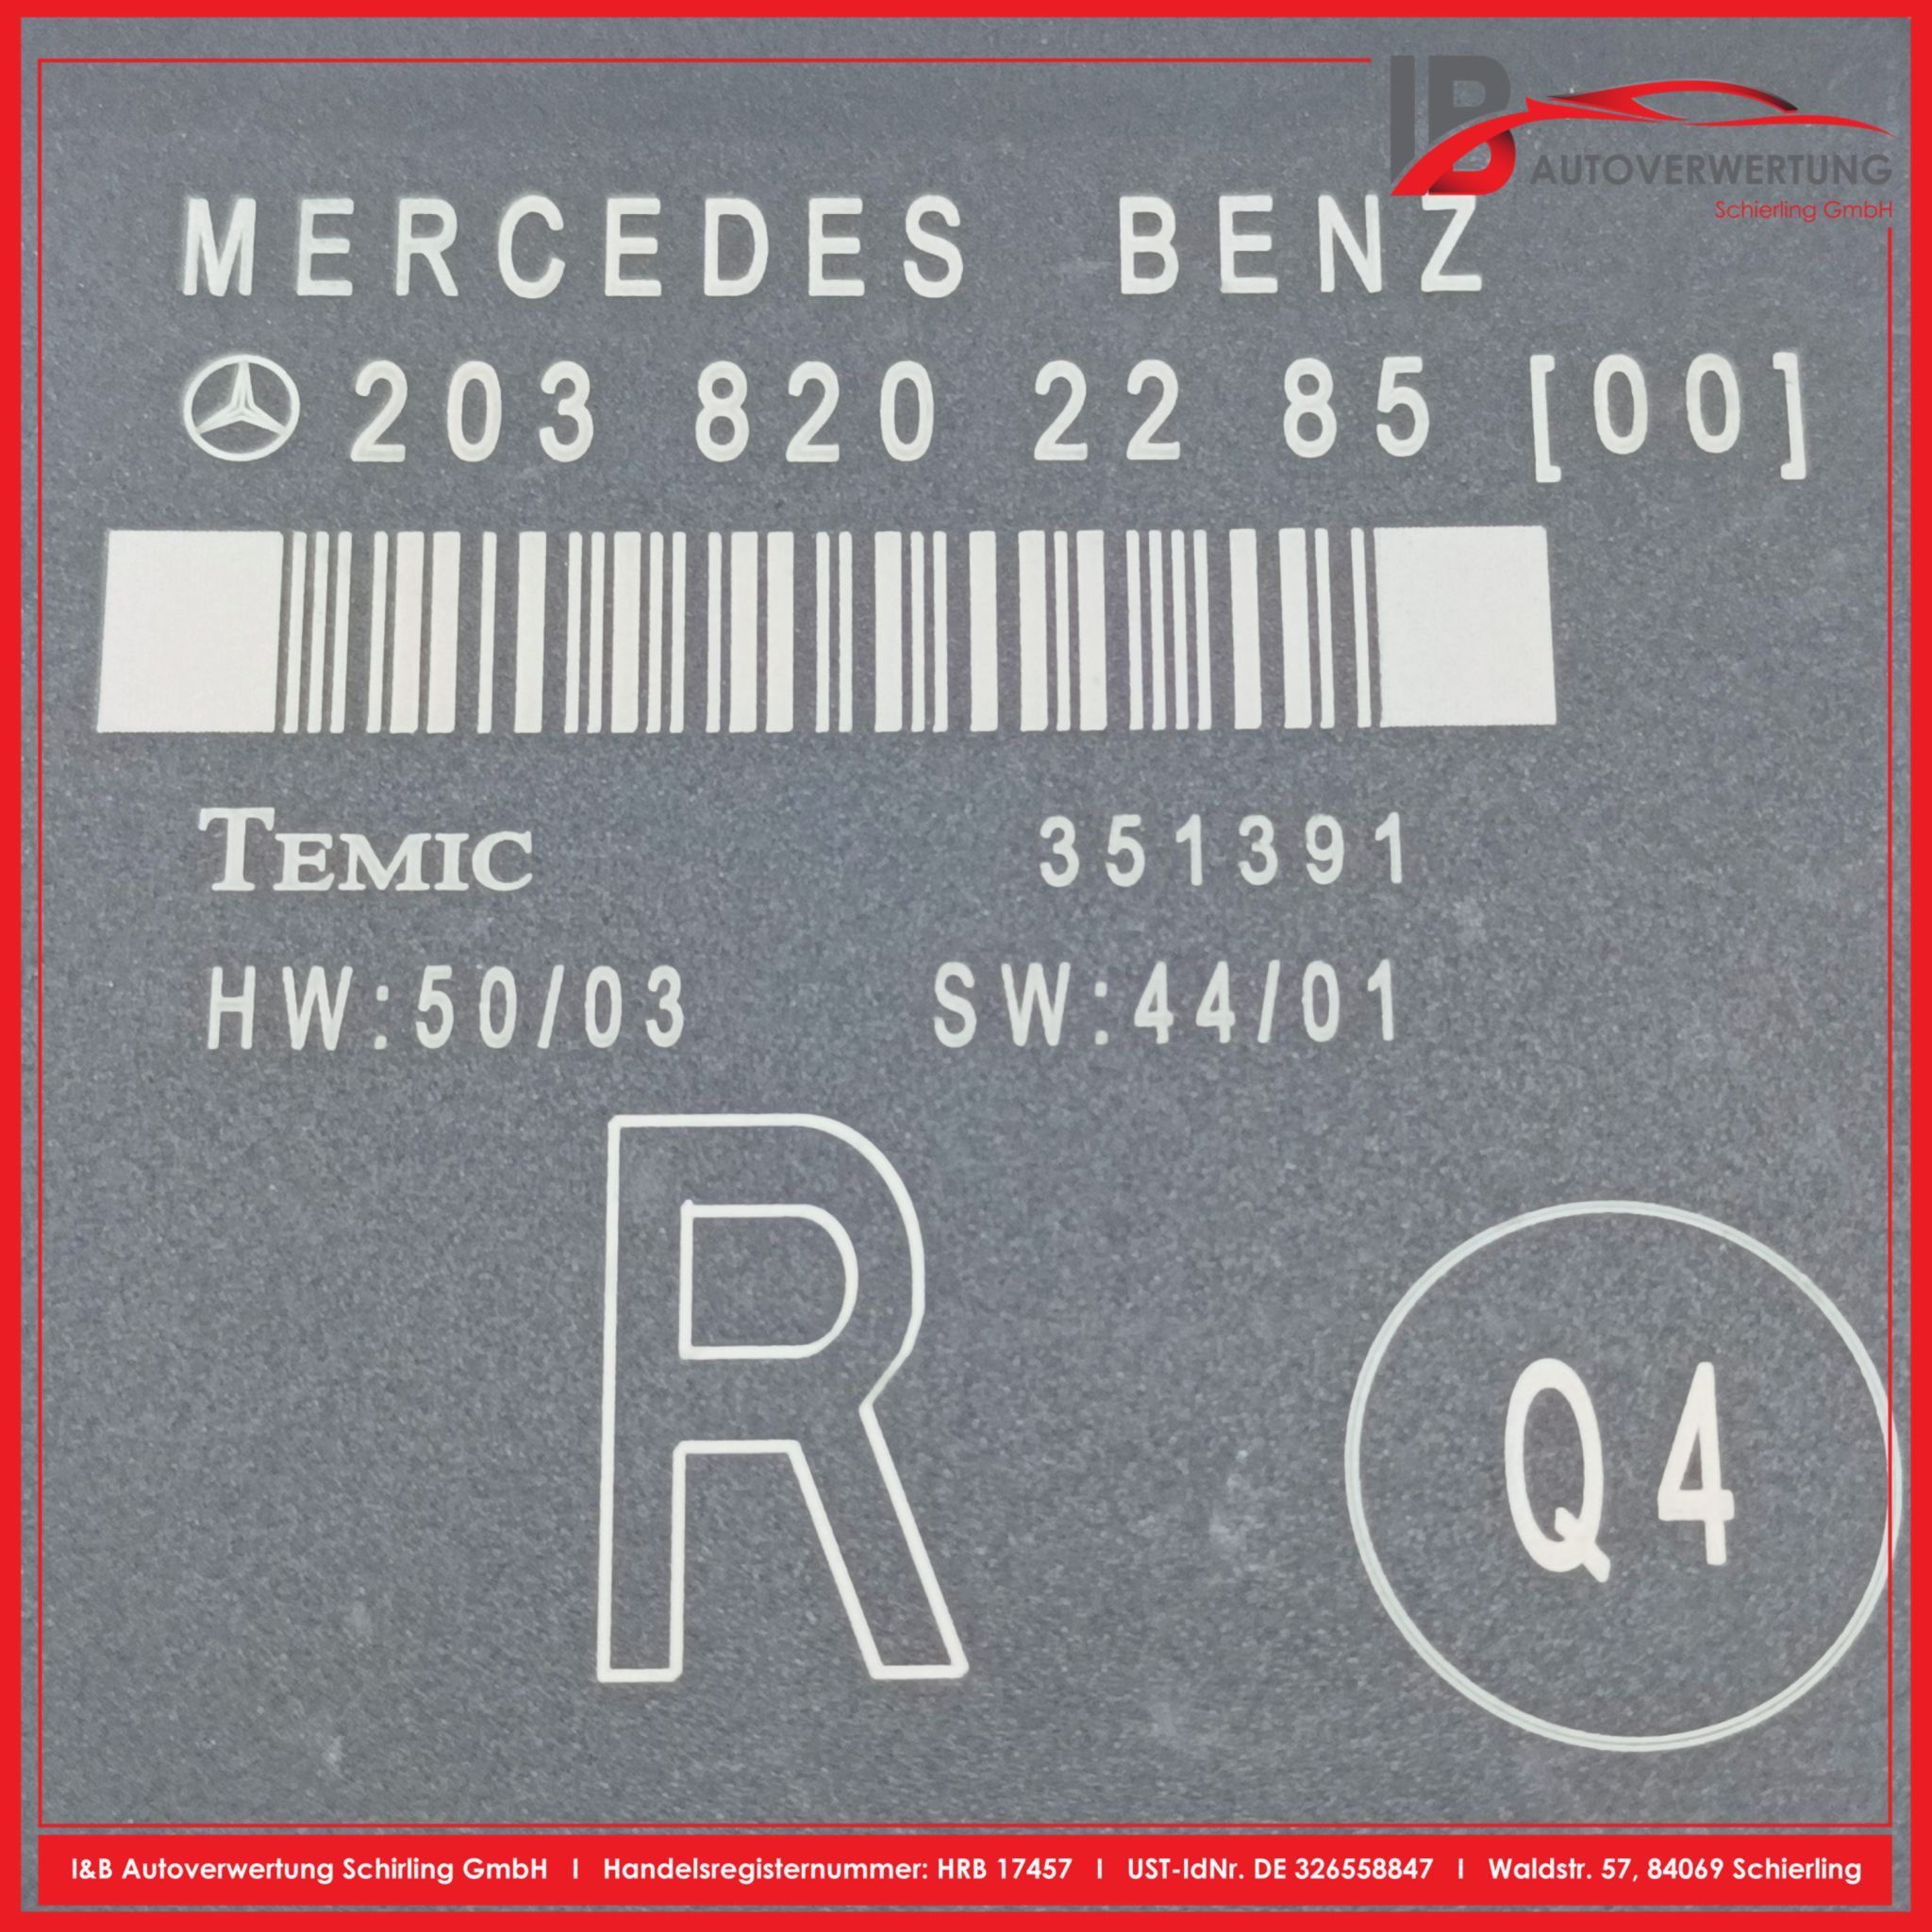 IB
AUTOVERWERTUNG
Schierling GmbH
MERCEDES BENZ
203 820 22 85 [00]
TEMIC 351391
HW:50/03 SW:44/01
R
Q4
I&B Autoverwertung Schirling GmbH I Handelsregisternummer: HRB 17457 I UST-IdNr. DE 326558847 I Waldstr. 57, 84069 Schierling